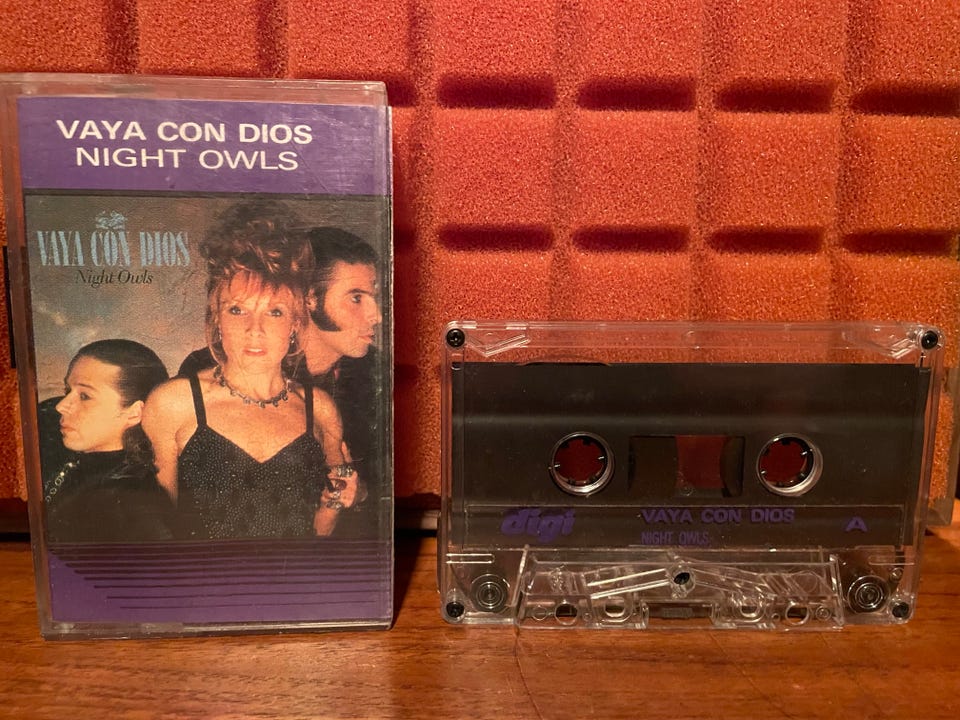 VAYA CON DIOS
NIGHT OWLS
VAYA CON DIOS
Night Owls
digi
VAYA CON DIOS
A
NIGHT OWLS